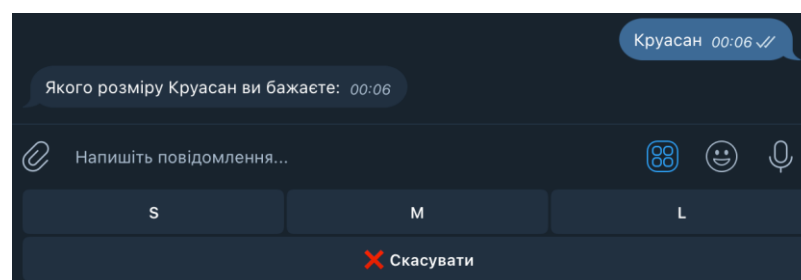 Круасан 00:06
Якого розміру Круасан ви бажаєте: 00:06
Напишіть повідомлення...
S M L
❌ Скасувати